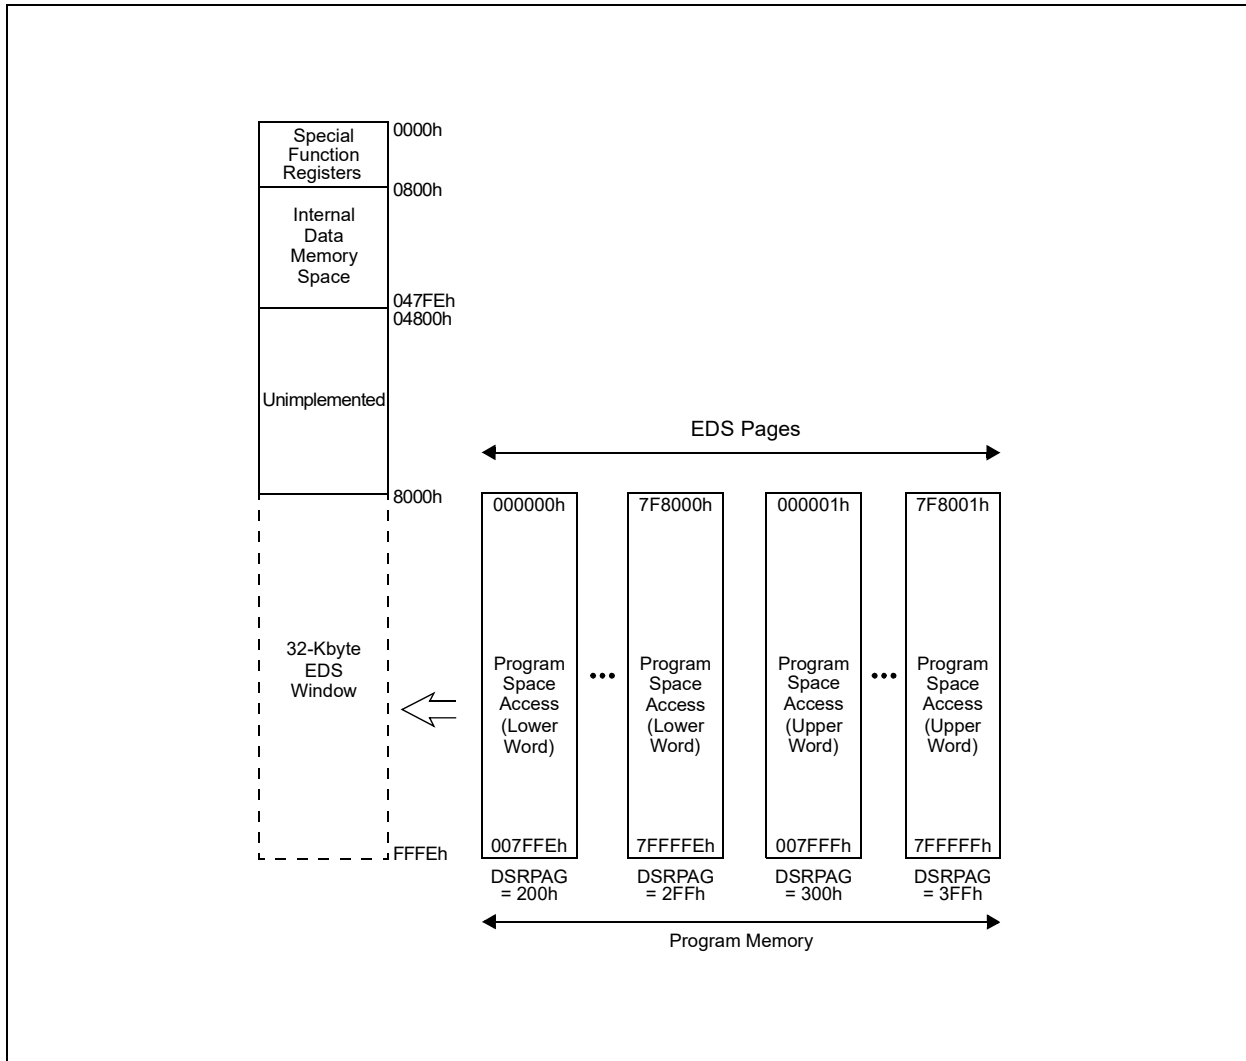 Special
Function
Registers
0000h
0800h
Internal
Data
Memory
Space
047FEh
04800h
Unimplemented
8000h
32-Kbyte
EDS
Window
FFFEh
EDS Pages
000000h
Program
Space
Access
(Lower
Word)
007FFEh
DSRPAG
= 200h
7F8000h
Program
Space
Access
(Lower
Word)
7FFFFEh
DSRPAG
= 2FFh
000001h
Program
Space
Access
(Upper
Word)
007FFFh
DSRPAG
= 300h
7F8001h
Program
Space
Access
(Upper
Word)
7FFFFFh
DSRPAG
= 3FFh
Program Memory